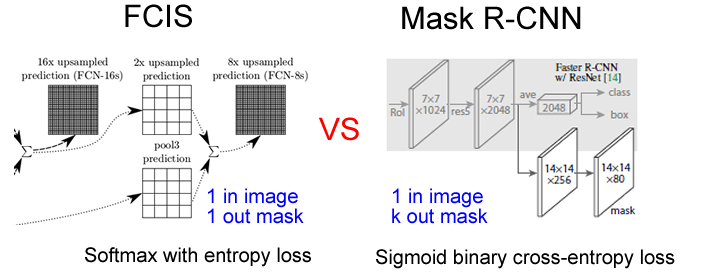 FCIS
Mask R-CNN
16x upsampled
prediction (FCN-16s)
2x upsampled
prediction
8x upsampled
prediction (FCN-8s)
Σ
pool3
prediction
Σ
1 in image
1 out mask
Softmax with entropy loss
VS
Faster R-CNN
w/ ResNet [14]
RoI
7×7
×1024
res5
7×7
×2048
ave
2048
class
box
14×14
×256
14×14
×80
mask
1 in image
k out mask
Sigmoid binary cross-entropy loss